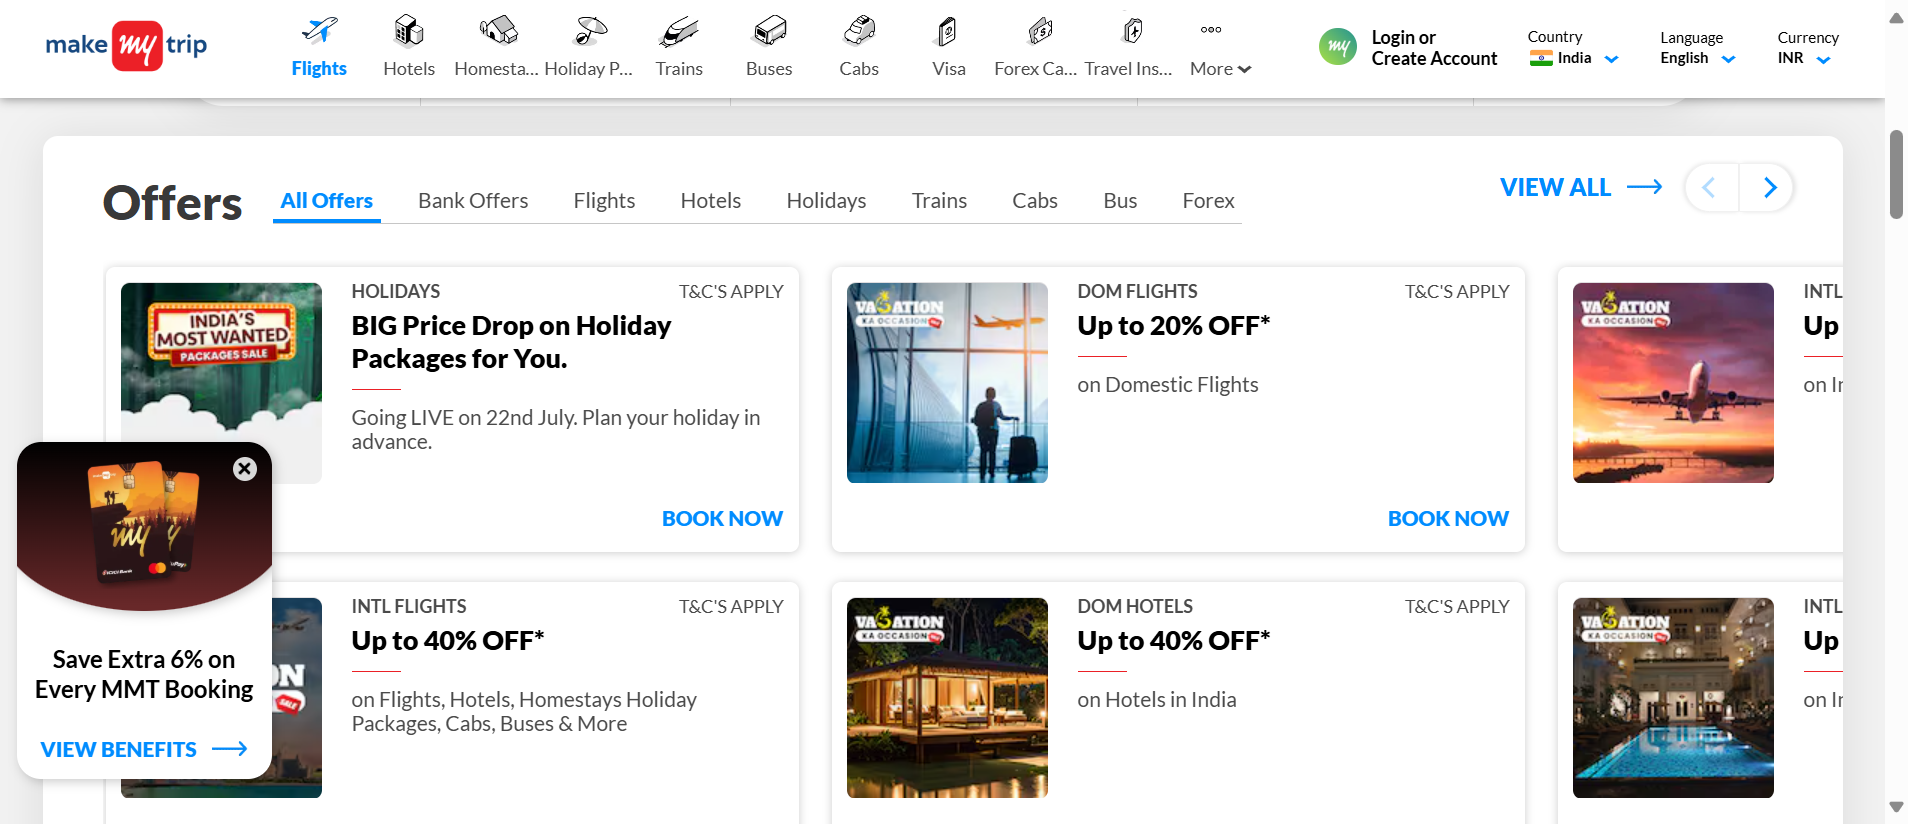 make my trip
Flights
Hotels
Homesta...
Holiday P...
Trains
Buses
Cabs
Visa
Forex Ca...
Travel Ins...
More
my
Login or
Create Account
Country
India
Language
English
Currency
INR
Offers
All Offers
Bank Offers
Flights
Hotels
Holidays
Trains
Cabs
Bus
Forex
VIEW ALL
INDIA'S
MOST WANTED
PACKAGES SALE
HOLIDAYS
T&C'S APPLY
BIG Price Drop on Holiday
Packages for You.
Going LIVE on 22nd July. Plan your holiday in
advance.
BOOK NOW
VACATION
KA OCCASION
DOM FLIGHTS
T&C'S APPLY
Up to 20% OFF*
on Domestic Flights
BOOK NOW
VACATION
KA OCCASION
INTL
Up
on In
my
ICICI Bank
Save Extra 6% on
Every MMT Booking
VIEW BENEFITS
ON
SALE
INTL FLIGHTS
T&C'S APPLY
Up to 40% OFF*
on Flights, Hotels, Homestays Holiday
Packages, Cabs, Buses & More
VACATION
KA OCCASION
DOM HOTELS
T&C'S APPLY
Up to 40% OFF*
on Hotels in India
VACATION
KA OCCASION
INTL
Up
on In